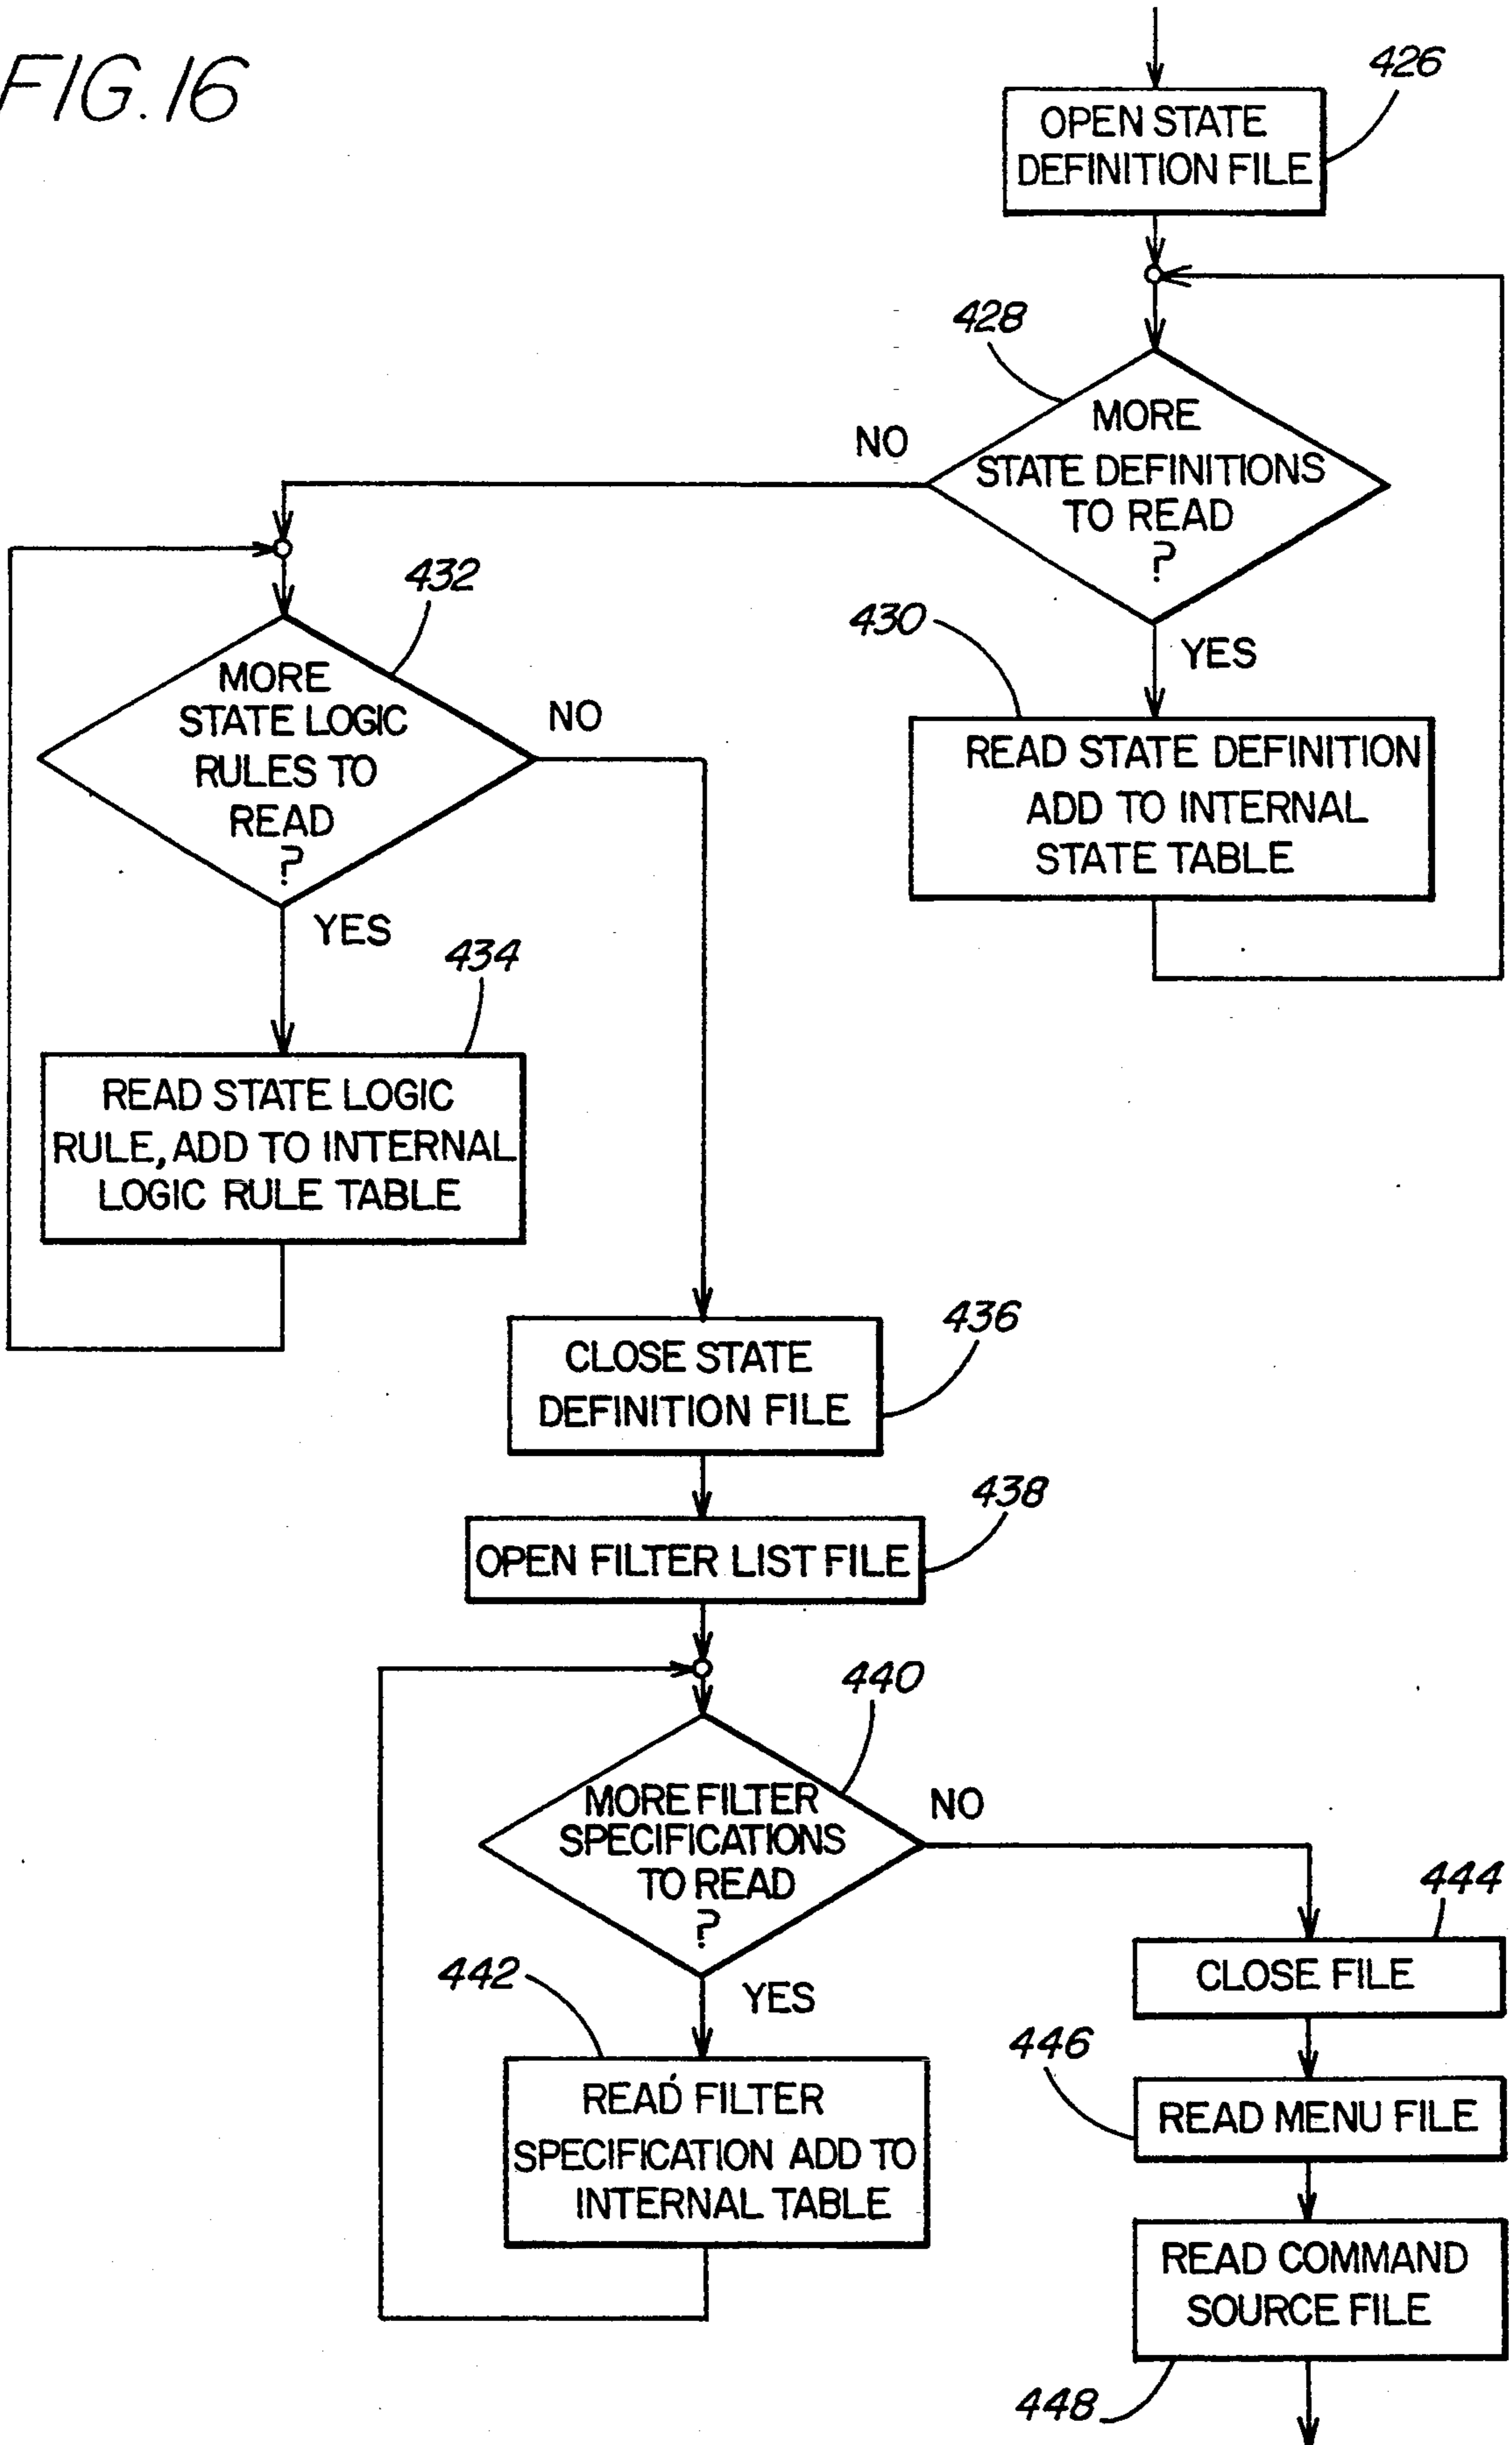 FIG. 16
426
OPEN STATE
DEFINITION FILE
428
MORE
STATE DEFINITIONS
TO READ
?
NO
YES
430
READ STATE DEFINITION
ADD TO INTERNAL
STATE TABLE
432
MORE
STATE LOGIC
RULES TO
READ
?
NO
YES
434
READ STATE LOGIC
RULE, ADD TO INTERNAL
LOGIC RULE TABLE
436
CLOSE STATE
DEFINITION FILE
438
OPEN FILTER LIST FILE
440
MORE FILTER
SPECIFICATIONS
TO READ
?
NO
YES
442
READ FILTER
SPECIFICATION ADD TO
INTERNAL TABLE
444
CLOSE FILE
446
READ MENU FILE
READ COMMAND
SOURCE FILE
448